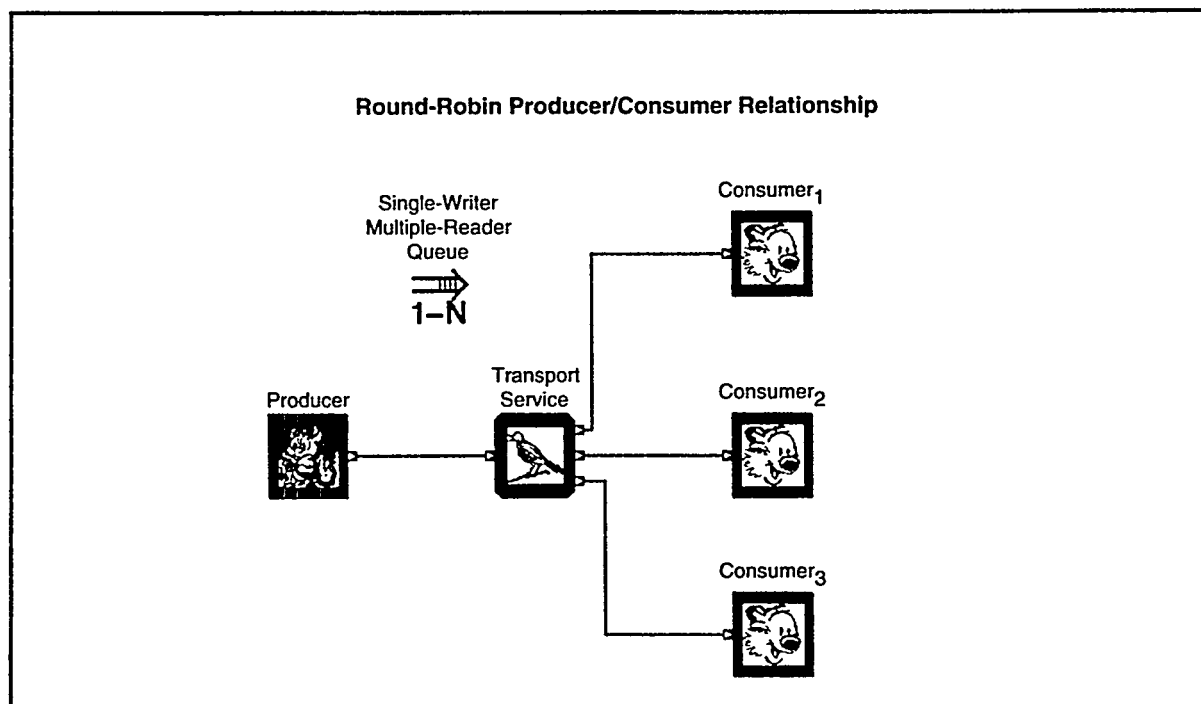 Round-Robin Producer/Consumer Relationship
Single-Writer
Multiple-Reader
Queue
1–N
Consumer1
Transport
Service
Producer
Consumer2
Consumer3